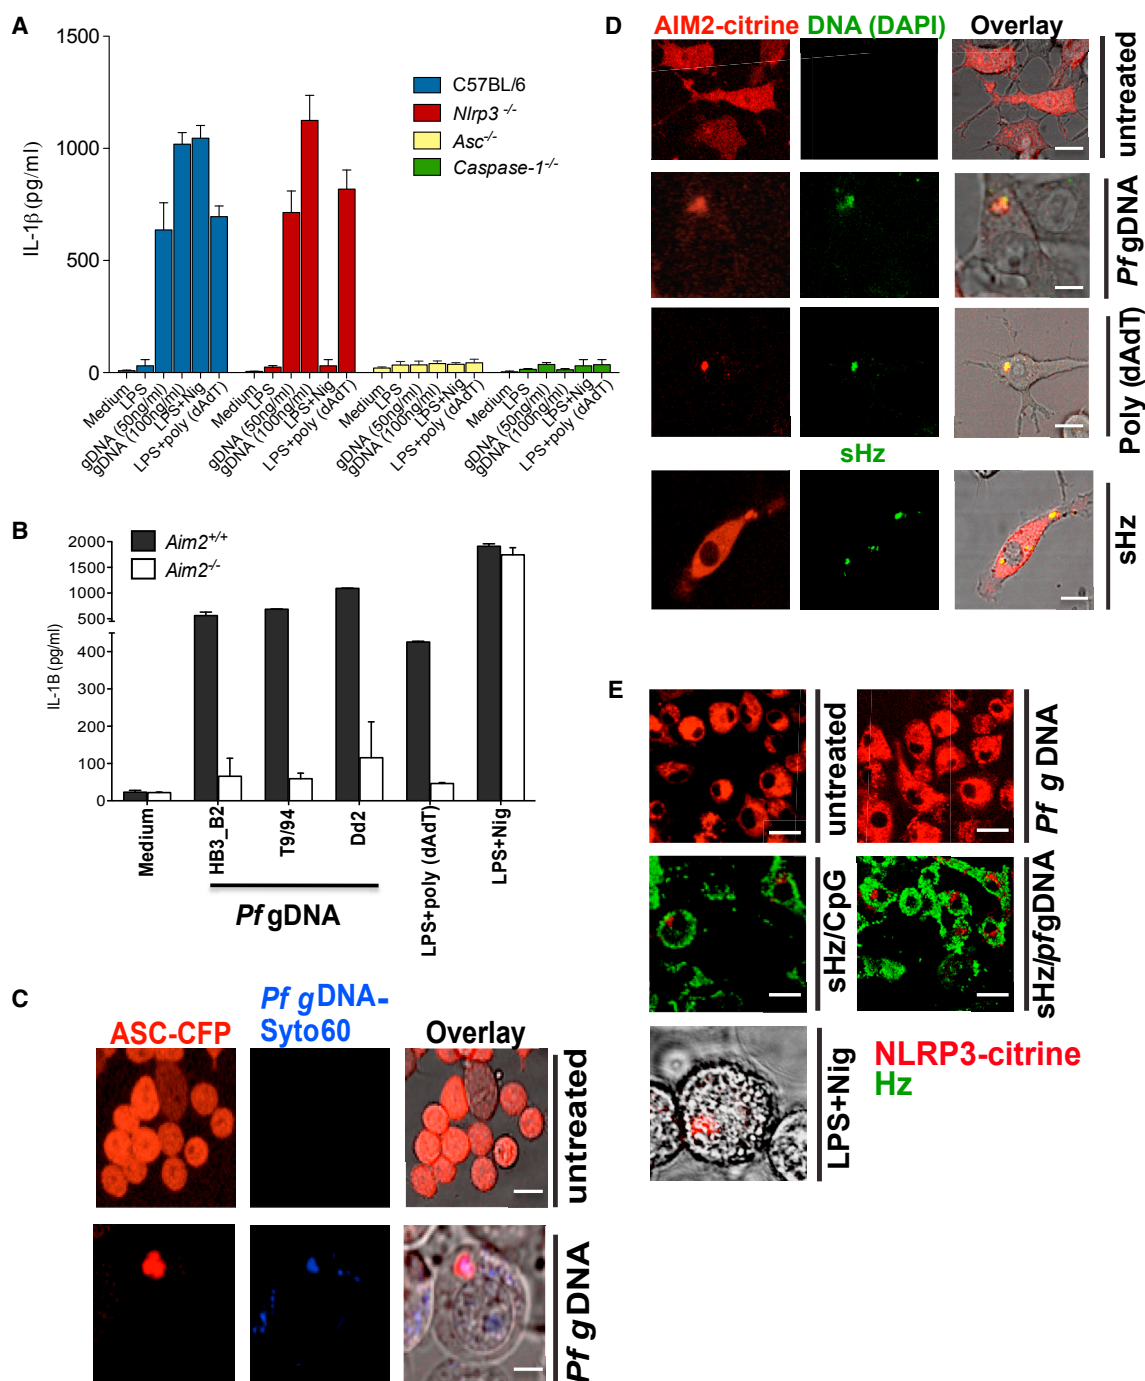 A
IL-1β (pg/ml)
1500
1000
500
0
C57BL/6
Nlrp3 -/-
Asc-/-
Caspase-1-/-
Medium
LPS
gDNA (50ng/ml)
gDNA (100ng/ml)
LPS+Nig
LPS+poly (dAdT)
Medium
LPS
gDNA (50ng/ml)
gDNA (100ng/ml)
LPS+Nig
LPS+poly (dAdT)
Medium
LPS
gDNA (50ng/ml)
gDNA (100ng/ml)
LPS+Nig
LPS+poly (dAdT)
Medium
LPS
gDNA (50ng/ml)
gDNA (100ng/ml)
LPS+Nig
LPS+poly (dAdT)
B
IL-1B (pg/ml)
2000
1500
1000
500
400
300
200
100
0
Aim2+/+
Aim2-/-
Medium
HB3_B2
T9/94
Dd2
LPS+poly (dAdT)
LPS+Nig
Pf gDNA
C
ASC-CFP
Pf gDNA-
Syto60
Overlay
untreated
Pf gDNA
D
AIM2-citrine
DNA (DAPI)
Overlay
untreated
Pf gDNA
Poly (dAdT)
sHz
sHz
E
untreated
Pf g DNA
sHz/CpG
sHz/pfgDNA
LPS+Nig
NLRP3-citrine
Hz